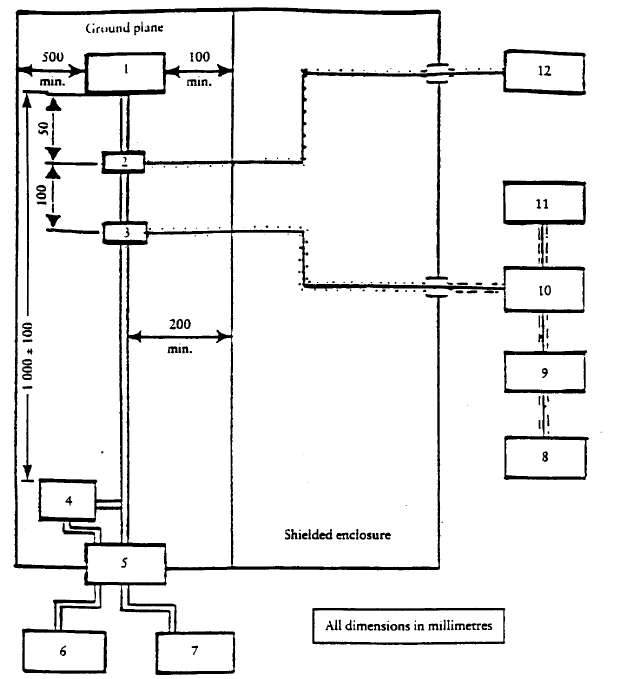 Ground plane
500
min.
1
100
min.
12
50
2
100
3
11
10
200
min.
1 000 ± 100
9
8
4
Shielded enclosure
5
All dimensions in millimetres
6
7